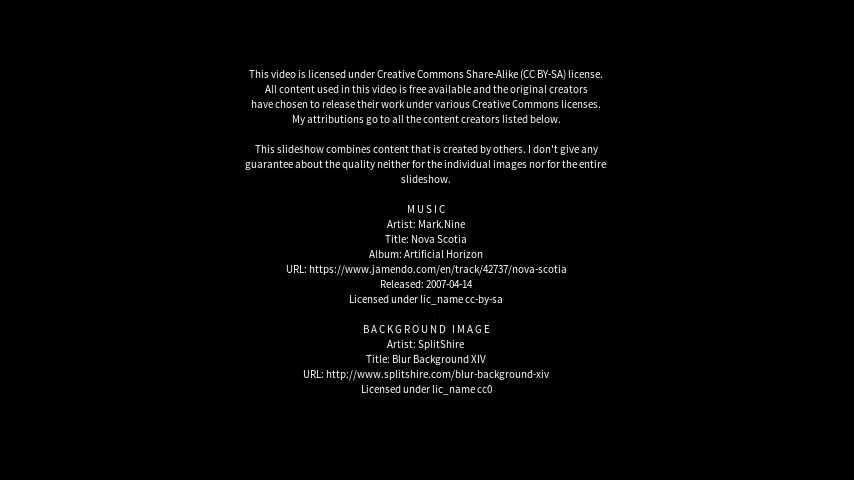 This video is licensed under Creative Commons Share-Alike (CC BY-SA) license.
All content used in this video is free available and the original creators
have chosen to release their work under various Creative Commons licenses.
My attributions go to all the content creators listed below.
This slideshow combines content that is created by others. I don't give any
guarantee about the quality neither for the individual images nor for the entire
slideshow.
MUSIC
Artist: Mark.Nine
Title: Nova Scotia
Album: Artificial Horizon
URL: https://www.jamendo.com/en/track/42737/nova-scotia
Released: 2007-04-14
Licensed under lic_name cc-by-sa
BACKGROUND IMAGE
Artist: SplitShire
Title: Blur Background XIV
URL: http://www.splitshire.com/blur-background-xiv
Licensed under lic_name cc0